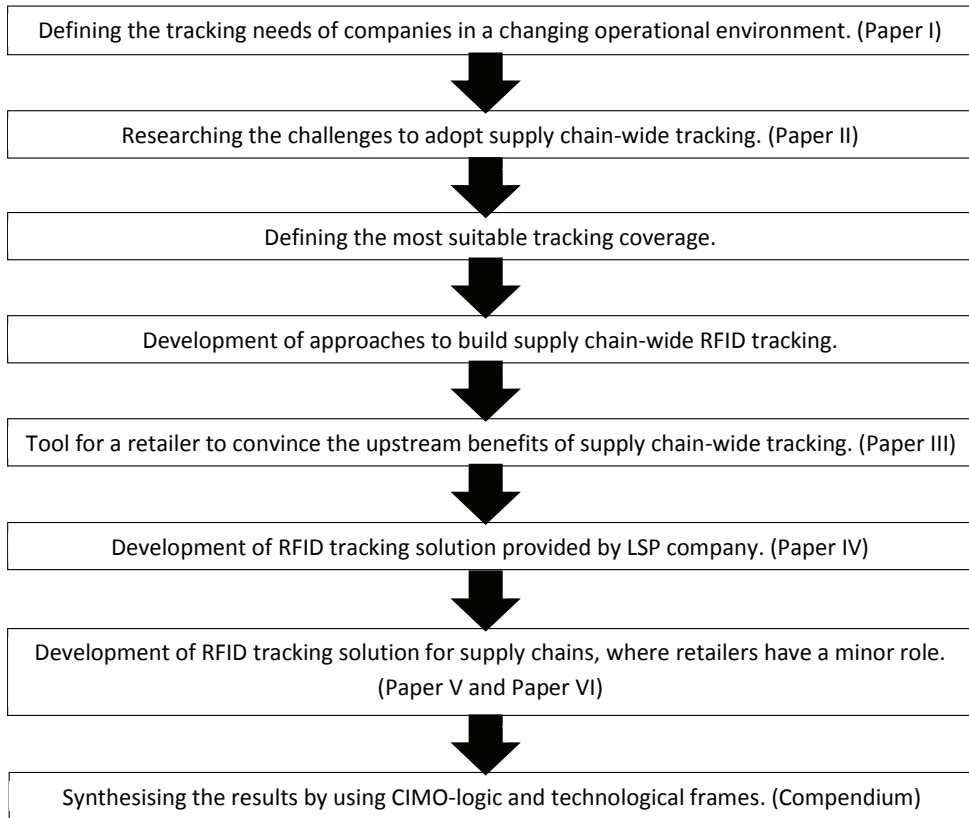 Defining the tracking needs of companies in a changing operational environment. (Paper I)
Researching the challenges to adopt supply chain-wide tracking. (Paper II)
Defining the most suitable tracking coverage.
Development of approaches to build supply chain-wide RFID tracking.
Tool for a retailer to convince the upstream benefits of supply chain-wide tracking. (Paper III)
Development of RFID tracking solution provided by LSP company. (Paper IV)
Development of RFID tracking solution for supply chains, where retailers have a minor role.
(Paper V and Paper VI)
Synthesising the results by using CIMO-logic and technological frames. (Compendium)